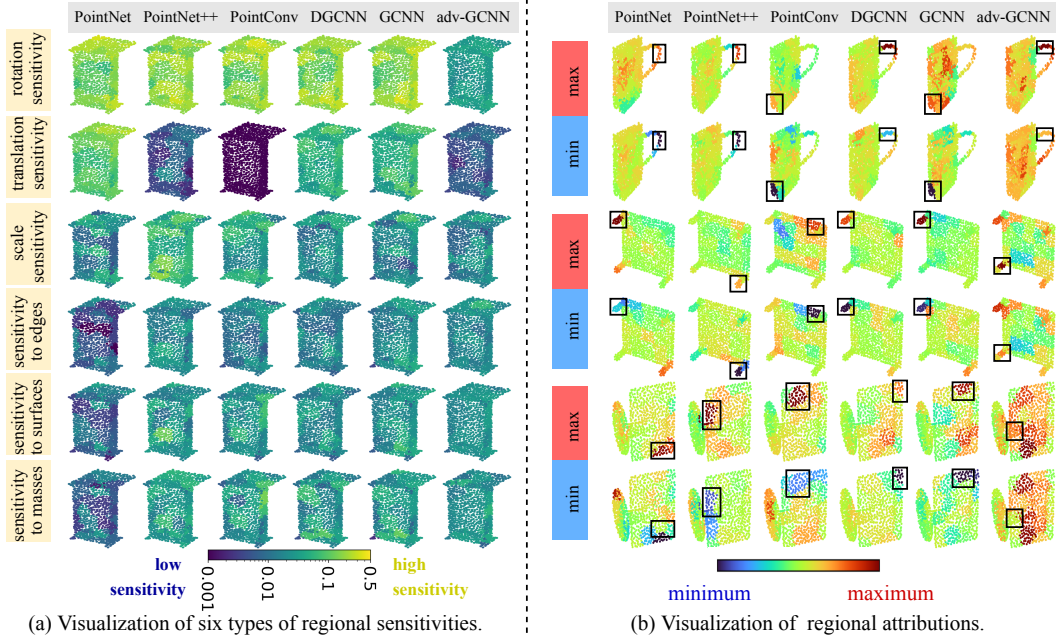 PointNet PointNet++ PointConv DGCNN GCNN adv-GCNN
rotation
sensitivity
translation
sensitivity
scale
sensitivity
sensitivity
to edges
sensitivity
to surfaces
sensitivity
to masses
low
sensitivity
0.001
0.01
0.1
0.5
high
sensitivity
(a) Visualization of six types of regional sensitivities.
PointNet PointNet++ PointConv DGCNN GCNN adv-GCNN
max
min
max
min
max
min
minimum maximum
(b) Visualization of regional attributes.